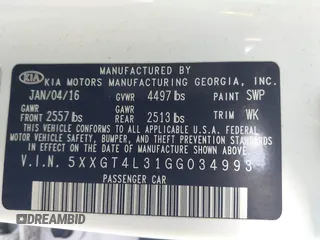 MANUFACTURED BY
KIA KIA MOTORS MANUFACTURING GEORGIA, INC.
JAN/04/16 GVWR 4497 lbs PAINT SWP
GAWR GAWR
FRONT 2557 lbs REAR 2513 lbs TRIM WK
THIS VEHICLE CONFORMS TO ALL APPLICABLE FEDERAL
MOTOR VEHICLE SAFETY, BUMPER, AND THEFT PREVENTION
STANDARDS IN EFFECT ON THE DATE OF MANUFACTURE SHOWN ABOVE.
V.I.N. 5XXGT4L31GG034993
PASSENGER CAR
DREAMBID